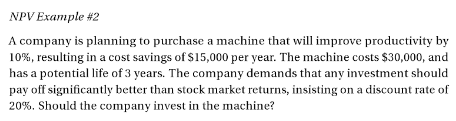 NPV Example #2
A company is planning to purchase a machine that will improve productivity by
10%, resulting in a cost savings of $15,000 per year. The machine costs $30,000, and
has a potential life of 3 years. The company demands that any investment should
pay off significantly better than stock market returns, insisting on a discount rate of
20%. Should the company invest in the machine?